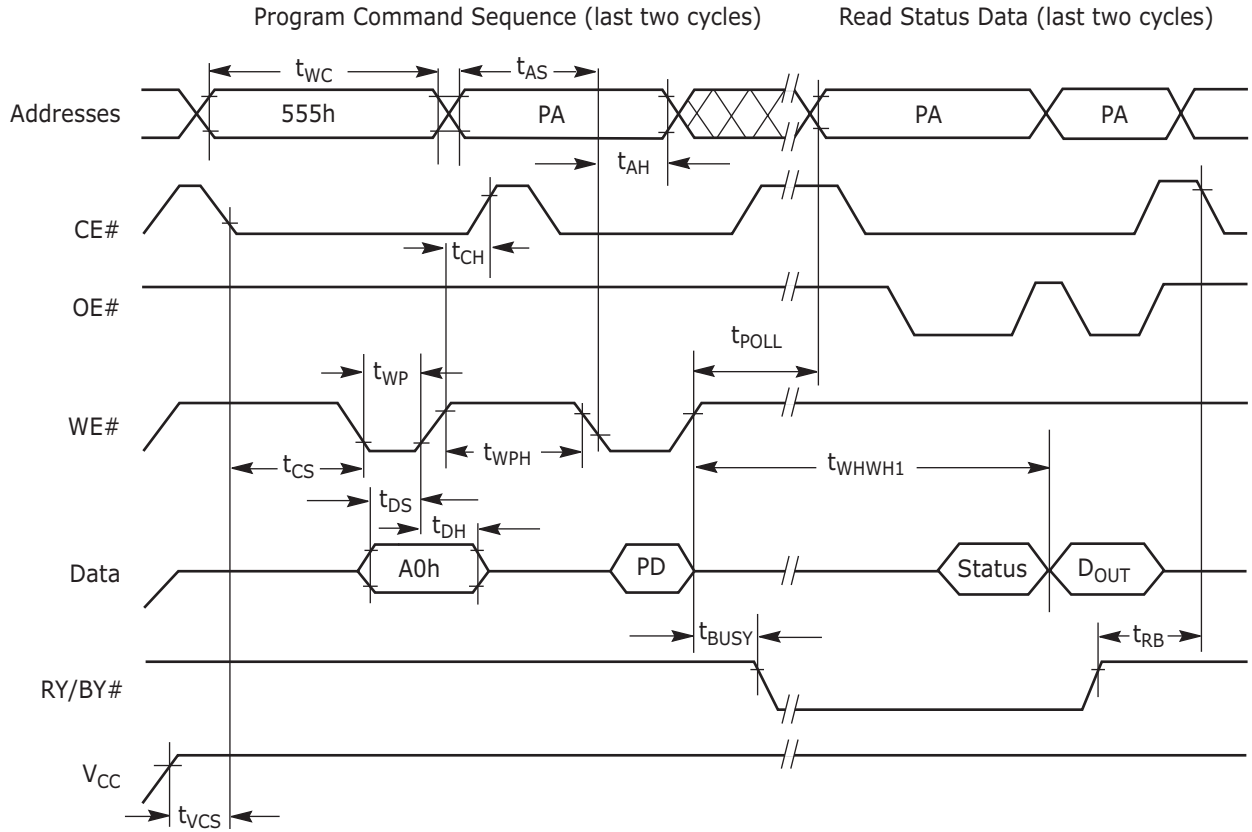 Program Command Sequence (last two cycles) Read Status Data (last two cycles)
tWC tAS
Addresses 555h PA PA PA
tAH
CE#
tCH
OE#
tPOLL
tWP
WE#
tWPH tWHWH1
tCS
tDS
tDH
Data A0h PD Status DOUT
tBUSY tRB
RY/BY#
VCC
tVCS